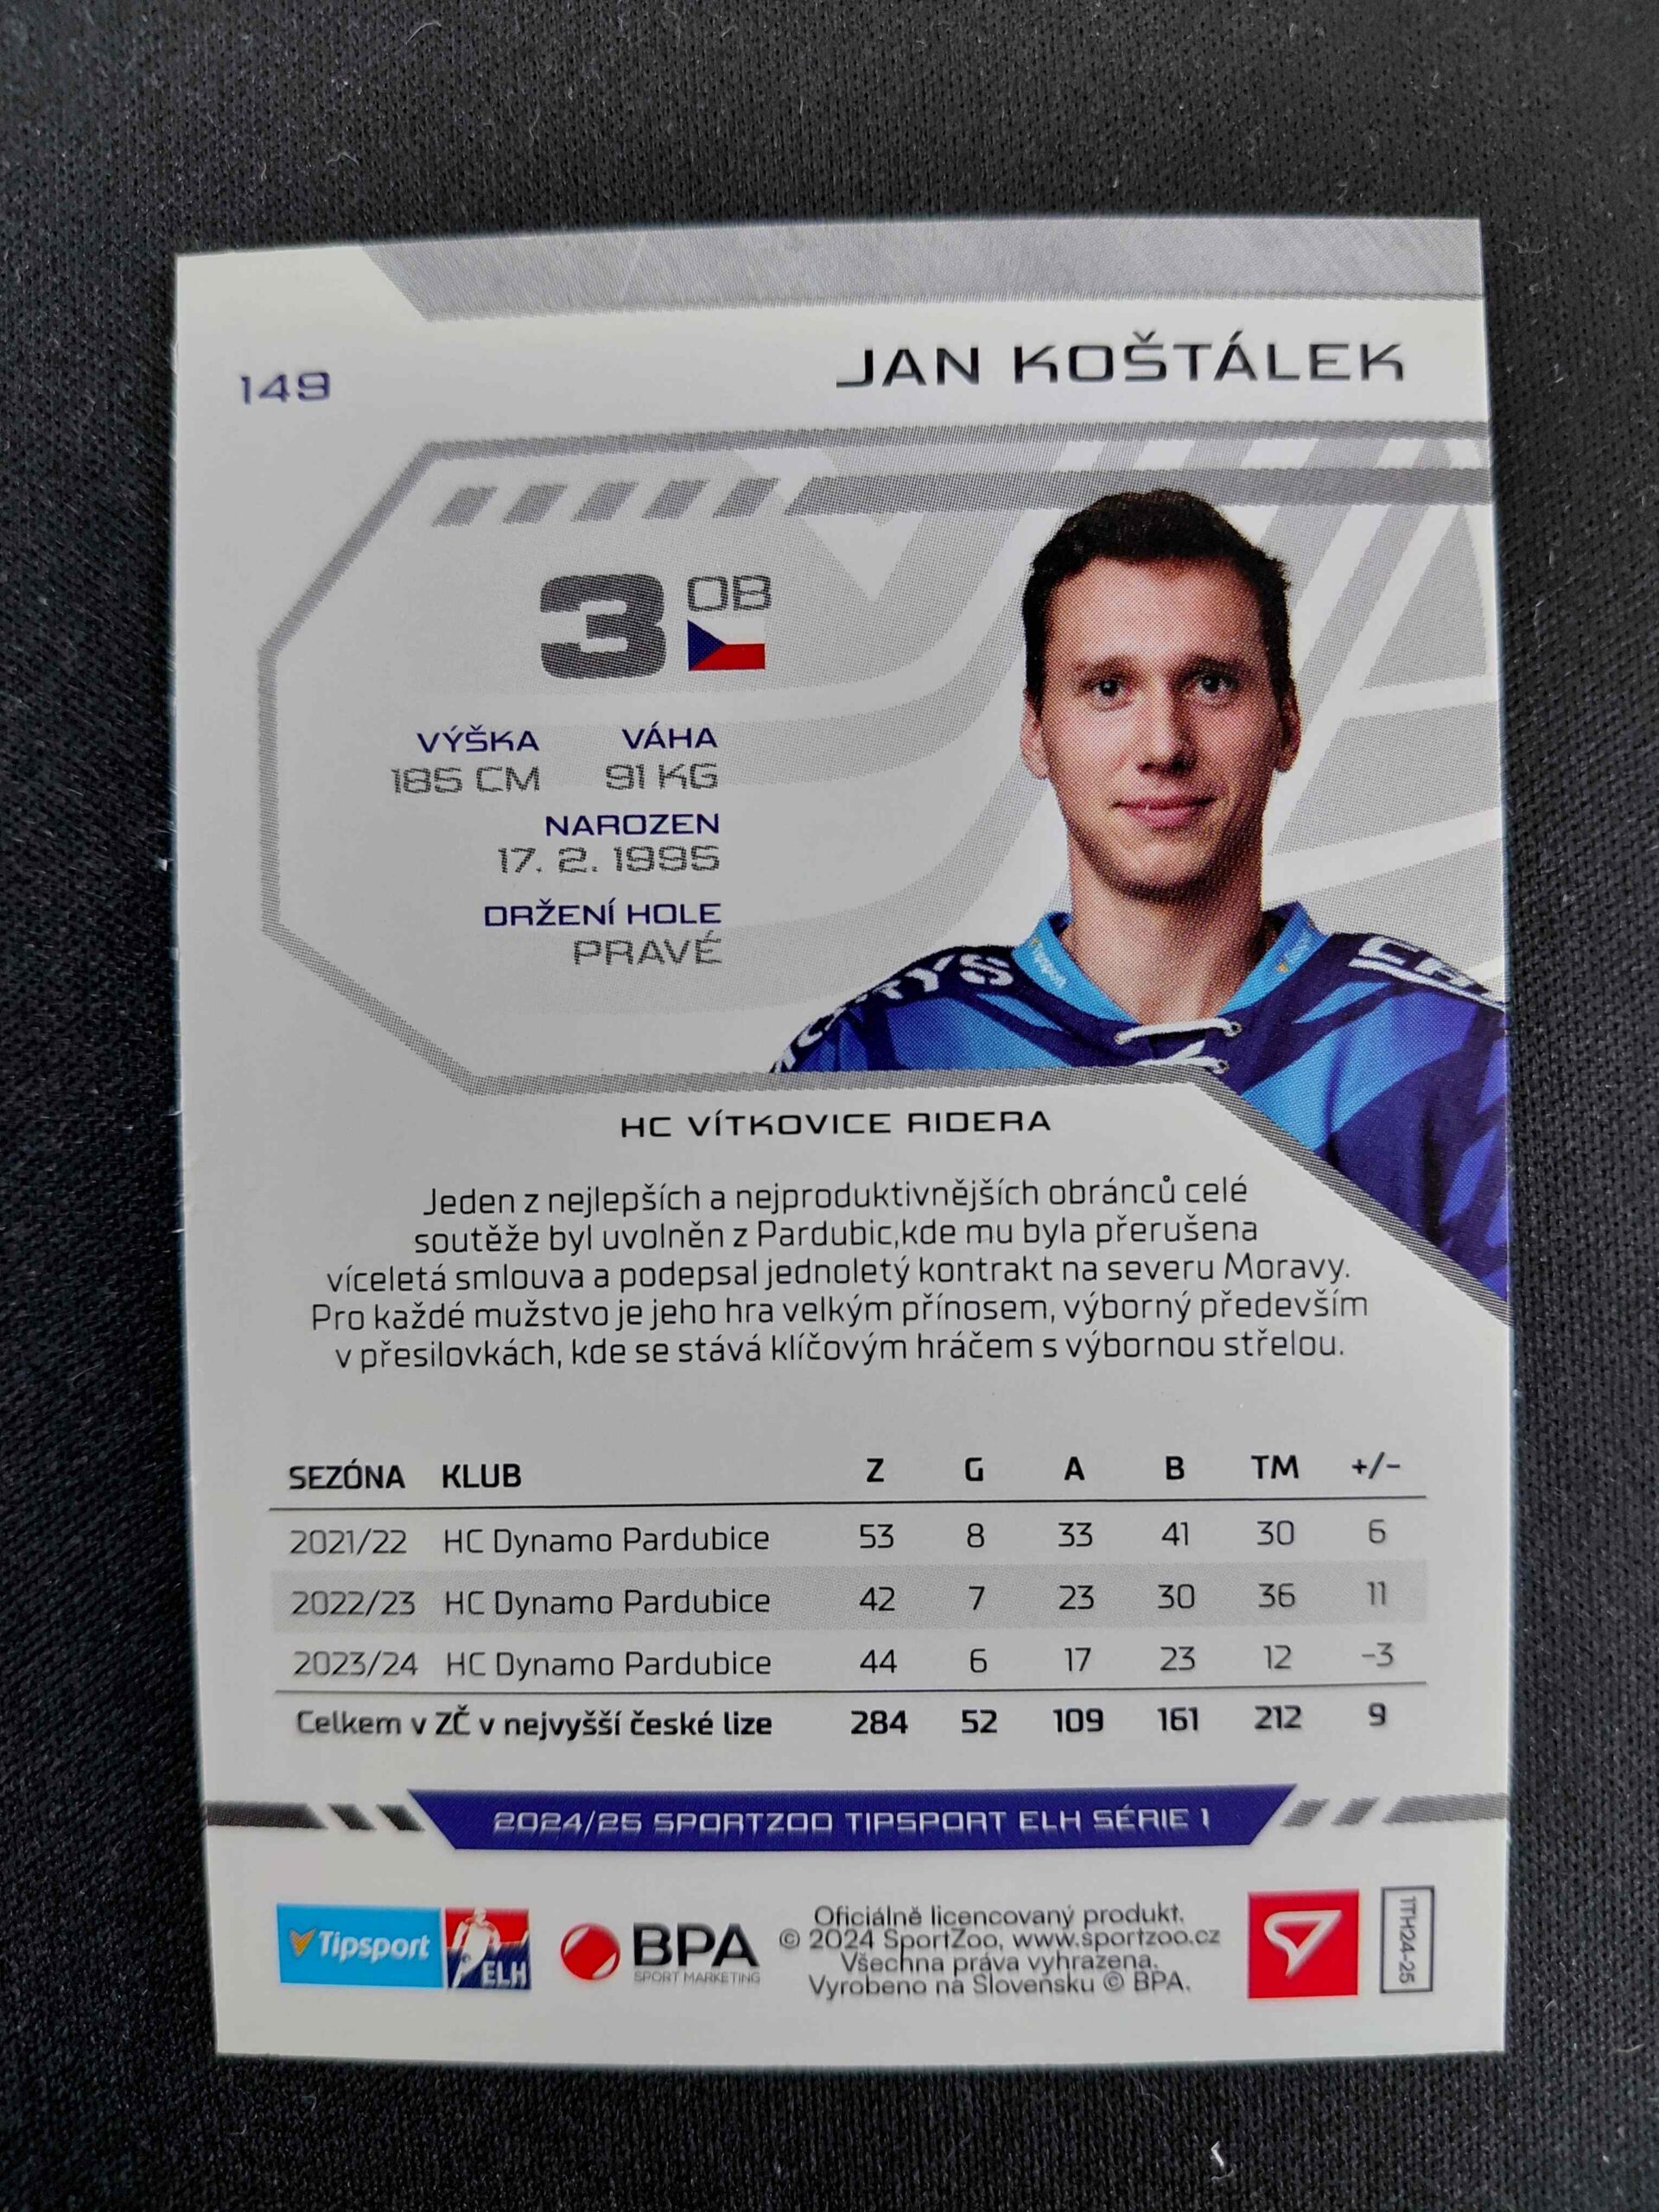 149
JAN KOŠTÁLEK
3 OB
VÝŠKA VÁHA
185 CM 91 KG
NAROZEN
17. 2. 1995
DRŽENÍ HOLE
PRAVÉ
Tipsport
HC VÍTKOVICE RIDERA
Jeden z nejlepších a nejproduktivnějších obránců celé
soutěže byl uvolněn z Pardubic,kde mu byla přerušena
víceletá smlouva a podepsal jednoletý kontrakt na severu Moravy.
Pro každé mužstvo je jeho hra velkým přínosem, výborný především
v přesilovkách, kde se stává klíčovým hráčem s výbornou střelou.
SEZÓNA KLUB Z G A B TM +/-
2021/22 HC Dynamo Pardubice 53 8 33 41 30 6
2022/23 HC Dynamo Pardubice 42 7 23 30 36 11
2023/24 HC Dynamo Pardubice 44 6 17 23 12 -3
Celkem v ZČ v nejvyšší české lize 284 52 109 161 212 9
2024/25 SPORTZOO TIPSPORT ELH SÉRIE 1
Tipsport ELH
BPA
SPORT MARKETING
Oficiálně licencovaný produkt.
© 2024 SportZoo, www.sportzoo.cz
Všechna práva vyhrazena.
Vyrobeno na Slovensku © BPA.
1TH24-25